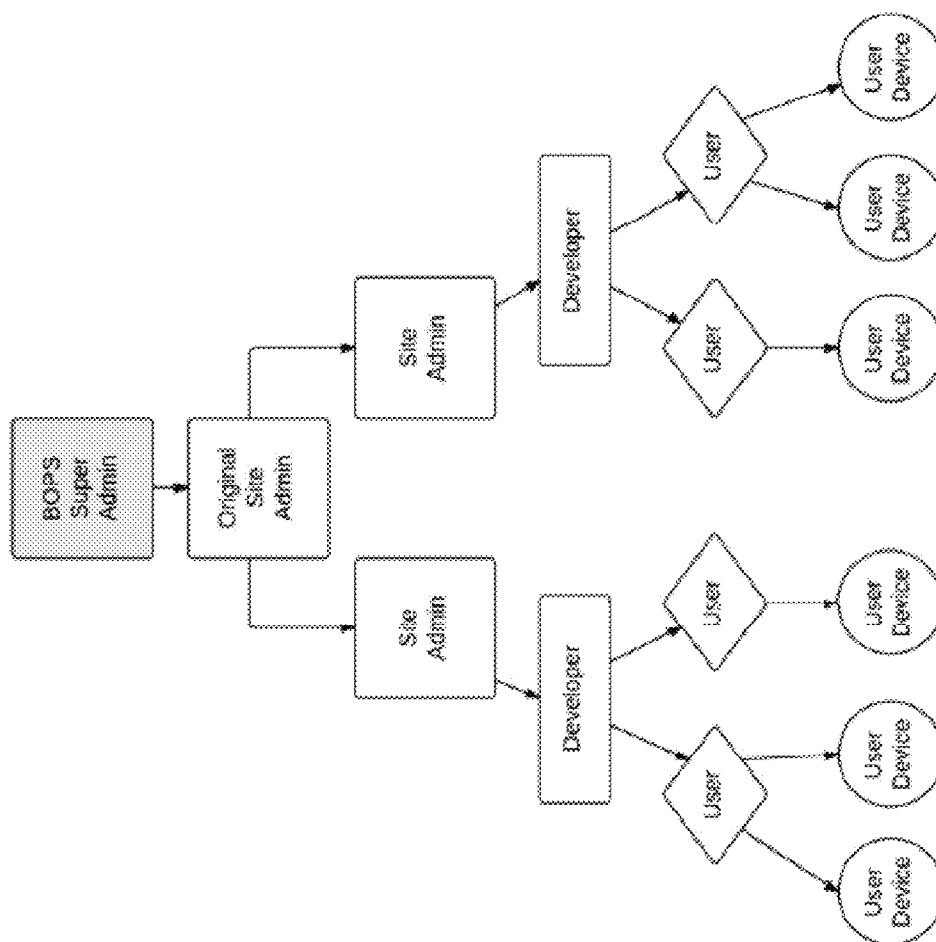 BOPS
Super
Admin
Original
Site
Admin
Site
Admin
Site
Admin
Developer
Developer
User
User
User
User
User
Device
User
Device
User
Device
User
Device
User
Device
User
Device